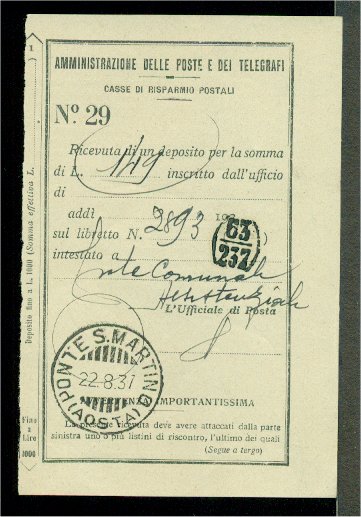 AMMINISTRAZIONE DELLE POSTE E DEI TELEGRAFI
CASSE DI RISPARMIO POSTALI
Nº 29
Ricevuta di un deposito per la somma
di L. 149 inscritto dall'ufficio
di
addì
sul libretto N. 2893
63/232
intestato a
Ente Comunale
Assistenziale
L'Ufficiale di Posta
PONTE S. MARTINO (AOSTA)
22.8.37
IMPORTANTISSIMA
La presente ricevuta deve avere attaccati dalla parte
sinistra uno o più listini di riscontro, l'ultimo dei quali
(Segue a tergo)
1
Deposito fino a L. 1000 (Somma effettiva L.
Fino
a
Lire
1000